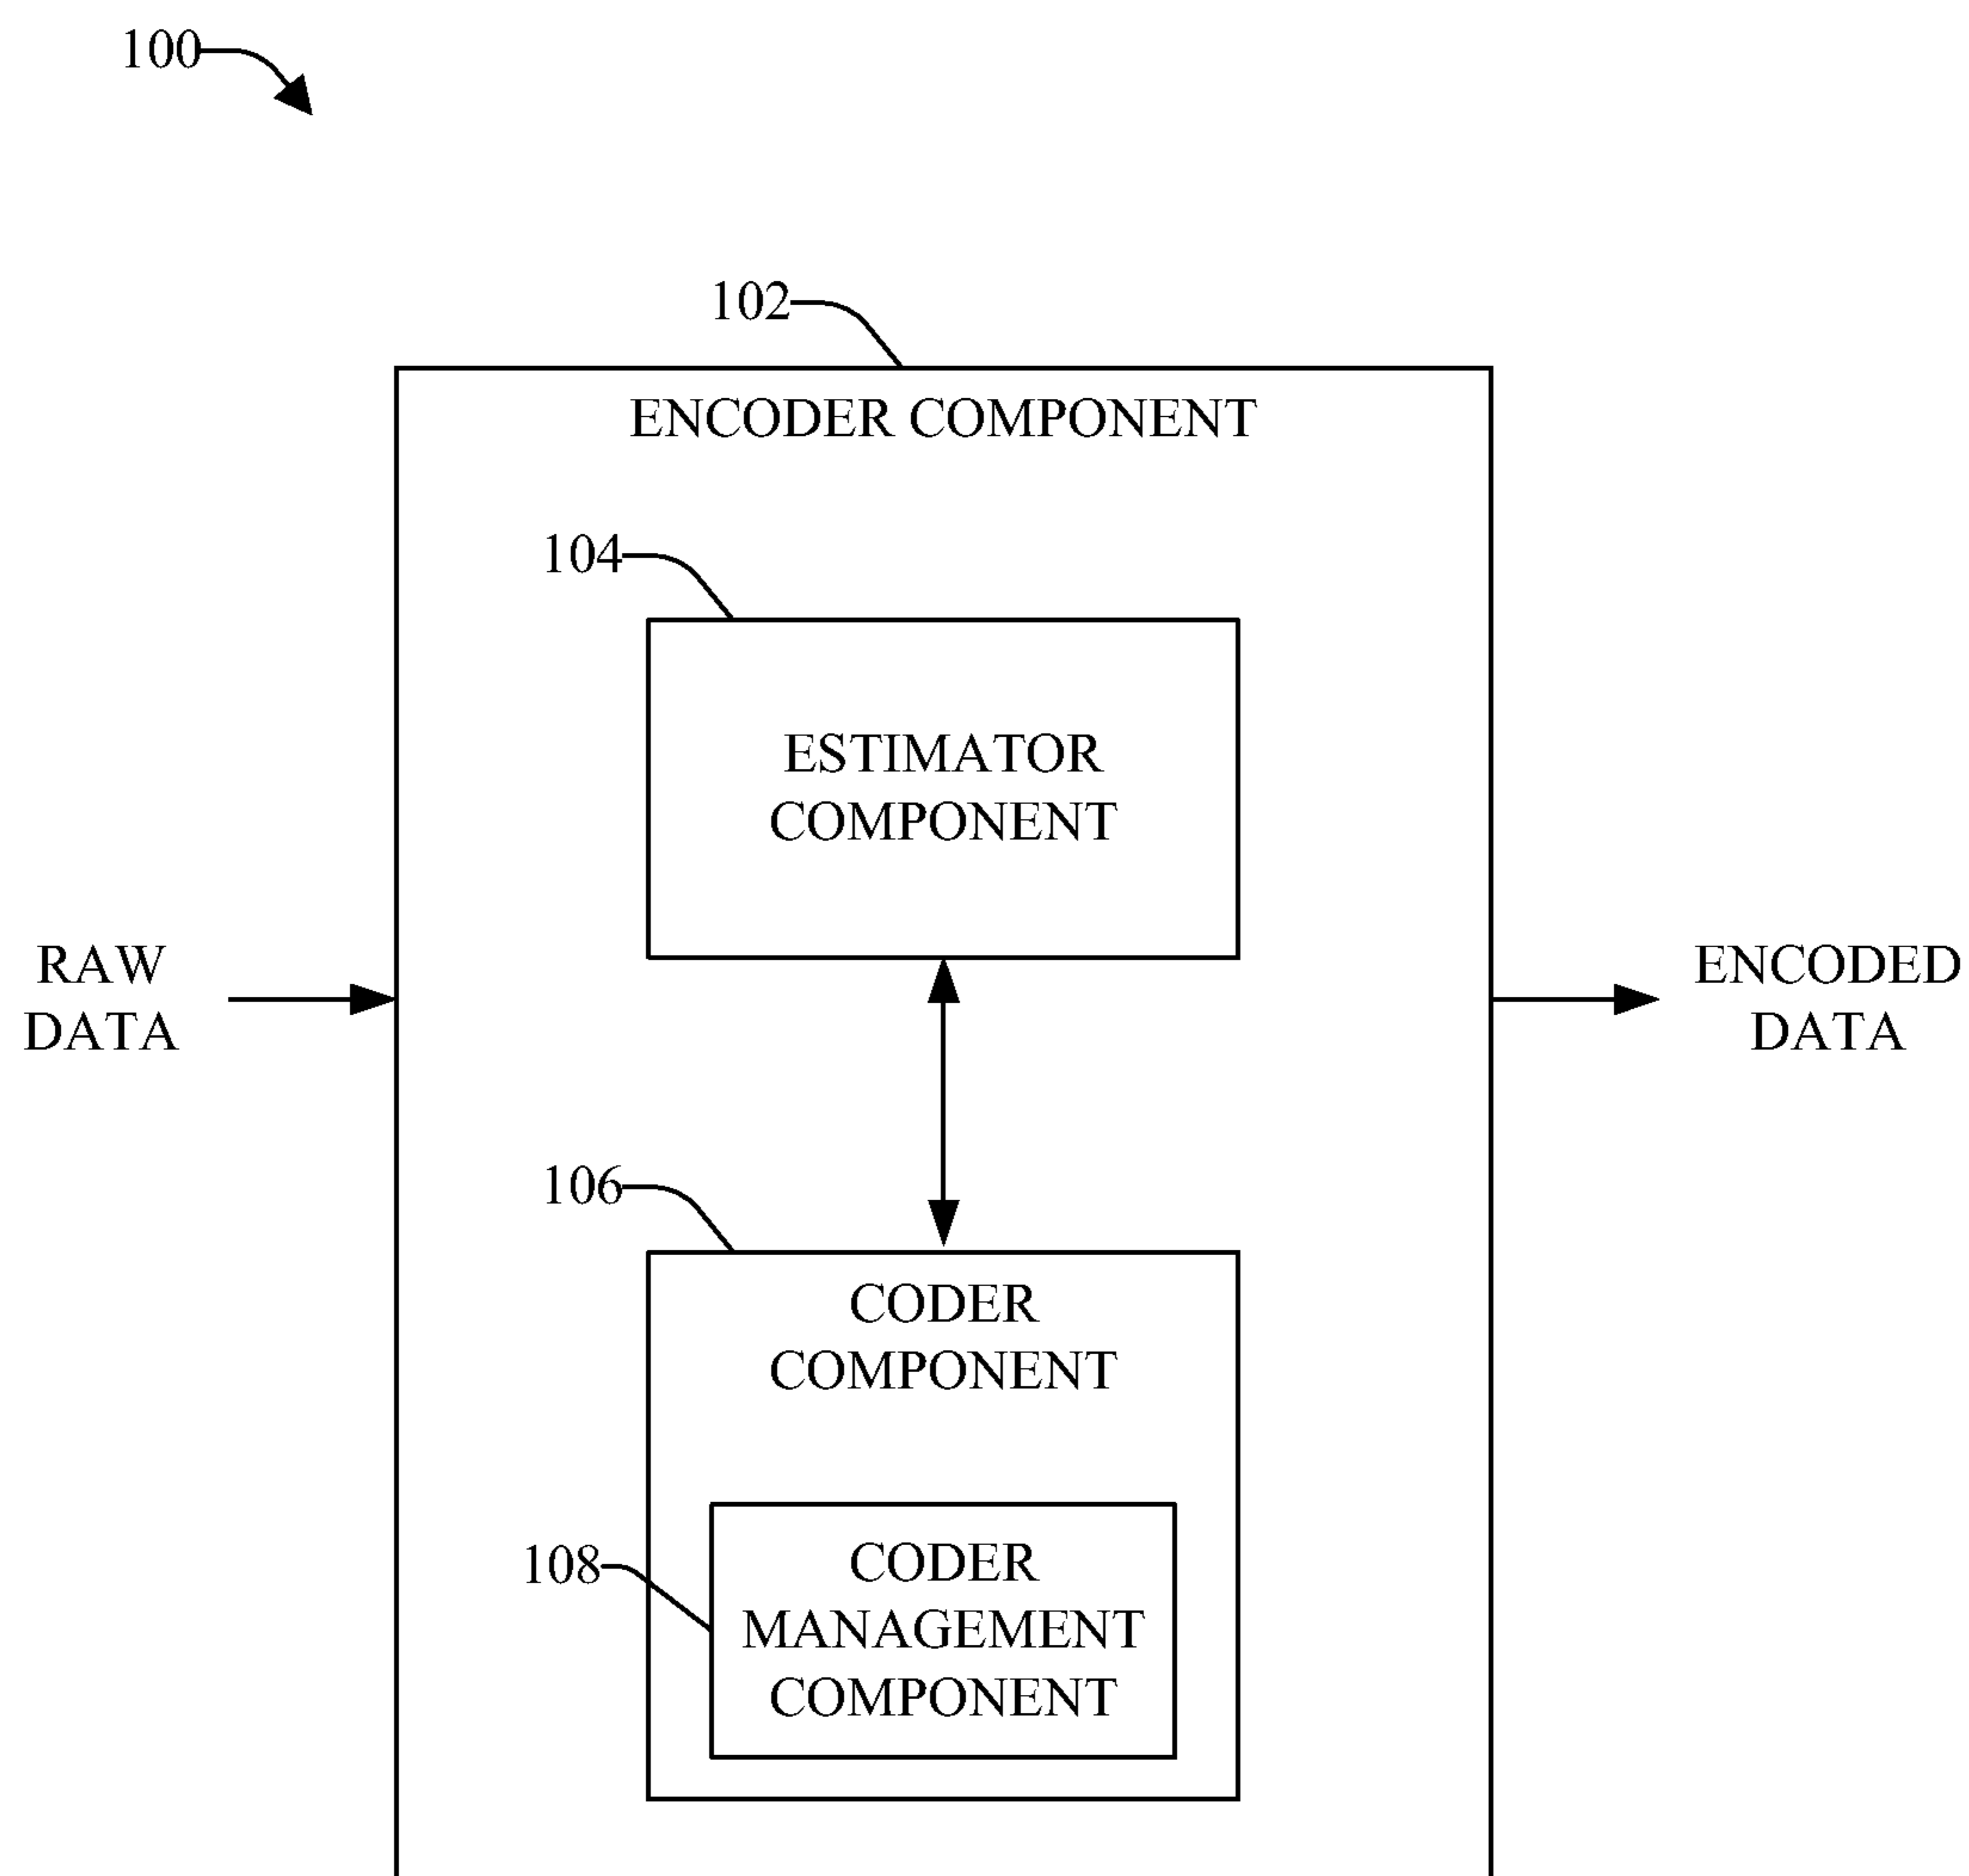 100
102
ENCODER COMPONENT
104
ESTIMATOR
COMPONENT
RAW
DATA
ENCODED
DATA
106
CODER
COMPONENT
108
CODER
MANAGEMENT
COMPONENT